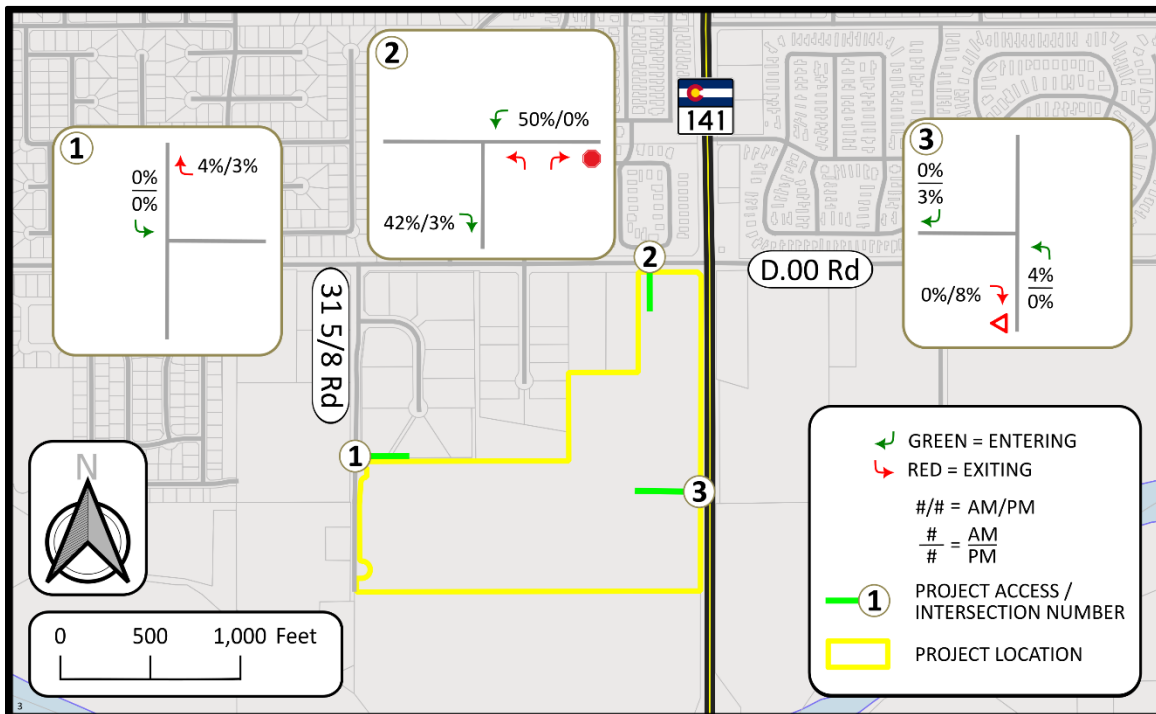 2
50%/0%
42%/3%
141
1
0%
0%
4%/3%
3
0%
3%
0%/8%
4%
0%
2
D.00 Rd
31 5/8 Rd
1
3
N
0 500 1,000 Feet
GREEN = ENTERING
RED = EXITING
#/# = AM/PM
# = AM
# PM
1 PROJECT ACCESS /
INTERSECTION NUMBER
PROJECT LOCATION
3